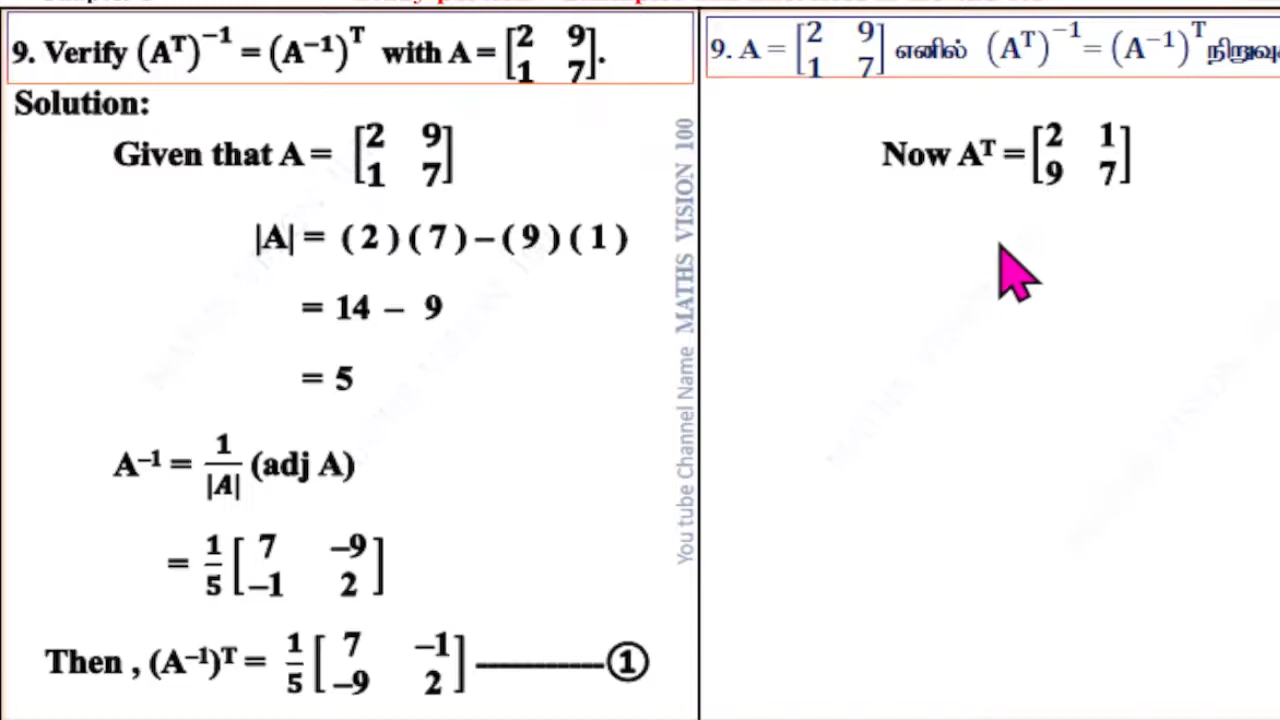 9. Verify (Aᵀ)⁻¹ = (A⁻¹)ᵀ with A = [2 9
1 7].
Solution:
Given that A = [2 9
1 7]
|A| = ( 2 ) ( 7 ) – ( 9 ) ( 1 )
= 14 – 9
= 5
A⁻¹ = 1/|A| (adj A)
= 1/5 [7 –9
–1 2]
Then , (A⁻¹)ᵀ = 1/5 [7 –1
–9 2] ———— ①
You tube Channel Name MATHS VISION 100
9. A = [2 9
1 7] எனில் (Aᵀ)⁻¹ = (A⁻¹)ᵀ
Now Aᵀ = [2 1
9 7]